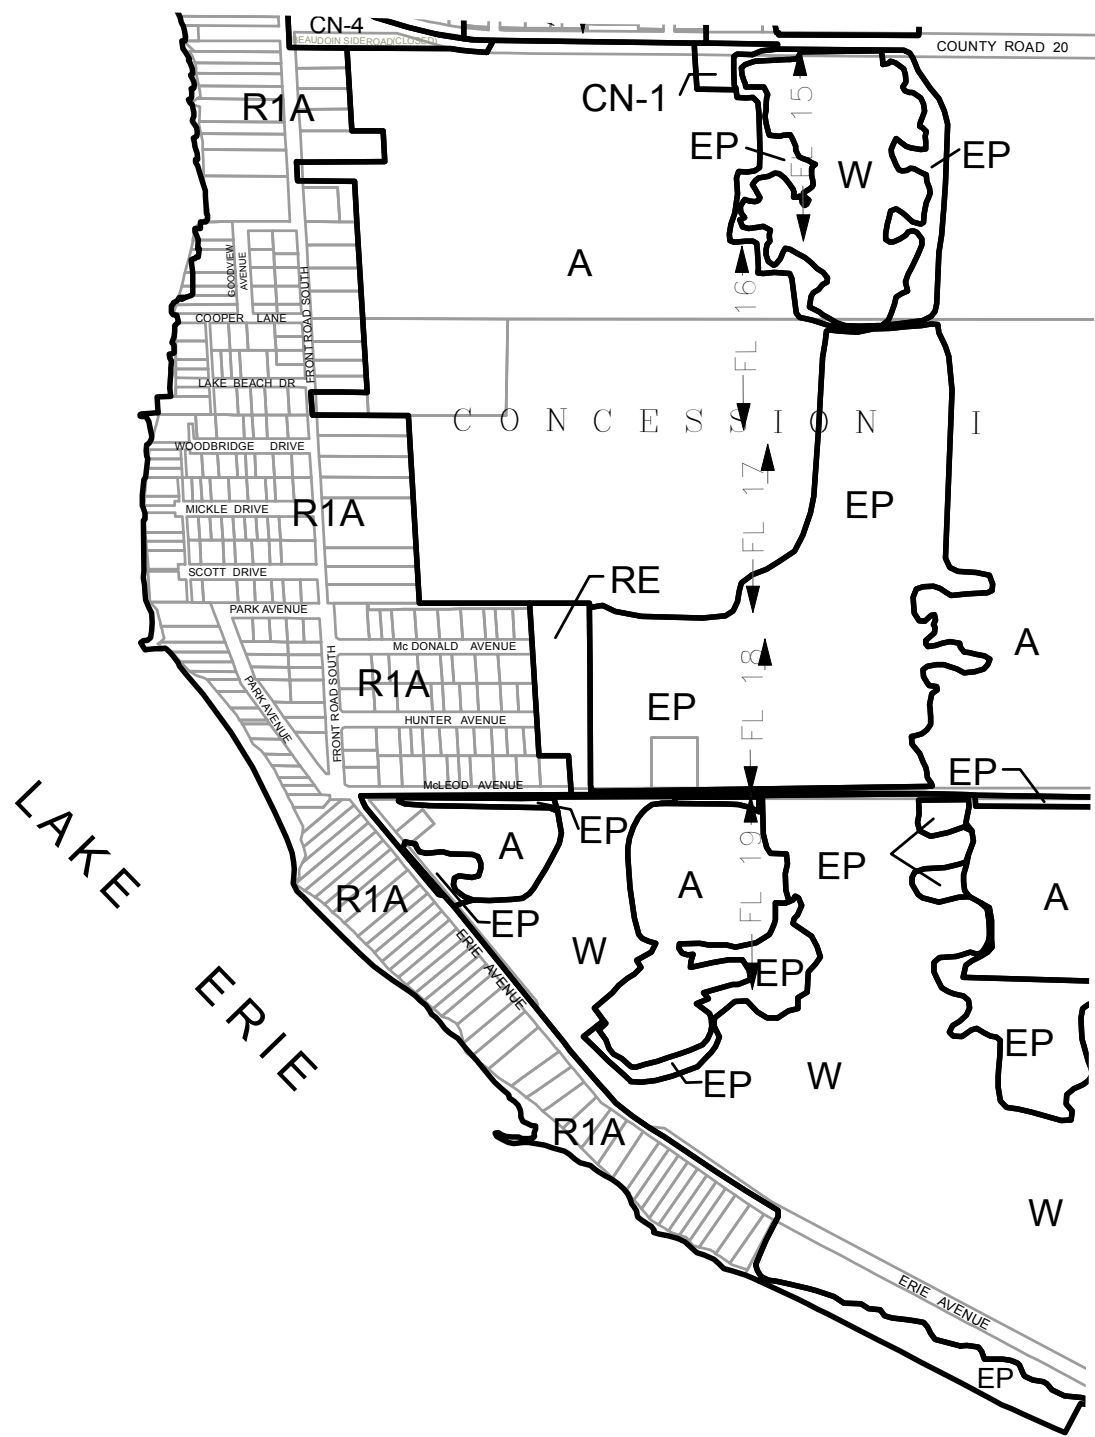 CN-4
BEAUDOIN SIDEROAD(CLOSED)
COUNTY ROAD 20
R1A
CN-1
FL 15
EP
W
EP
A
GOODVIEW
AVENUE
FL 16
FRONT ROAD SOUTH
COOPER LANE
LAKE BEACH DR
CONCESSION I
WOODBRIDGE DRIVE
FL 17
MICKLE DRIVE
R1A
EP
SCOTT DRIVE
RE
PARK AVENUE
A
Mc DONALD AVENUE
FRONT ROAD SOUTH
PARK AVENUE
R1A
FL 18
EP
HUNTER AVENUE
EP
McLEOD AVENUE
LAKE
ERIE
EP
A
FL 19
EP
A
A
R1A
EP
W
ERIE AVENUE
EP
EP
EP
W
R1A
W
ERIE AVENUE
EP